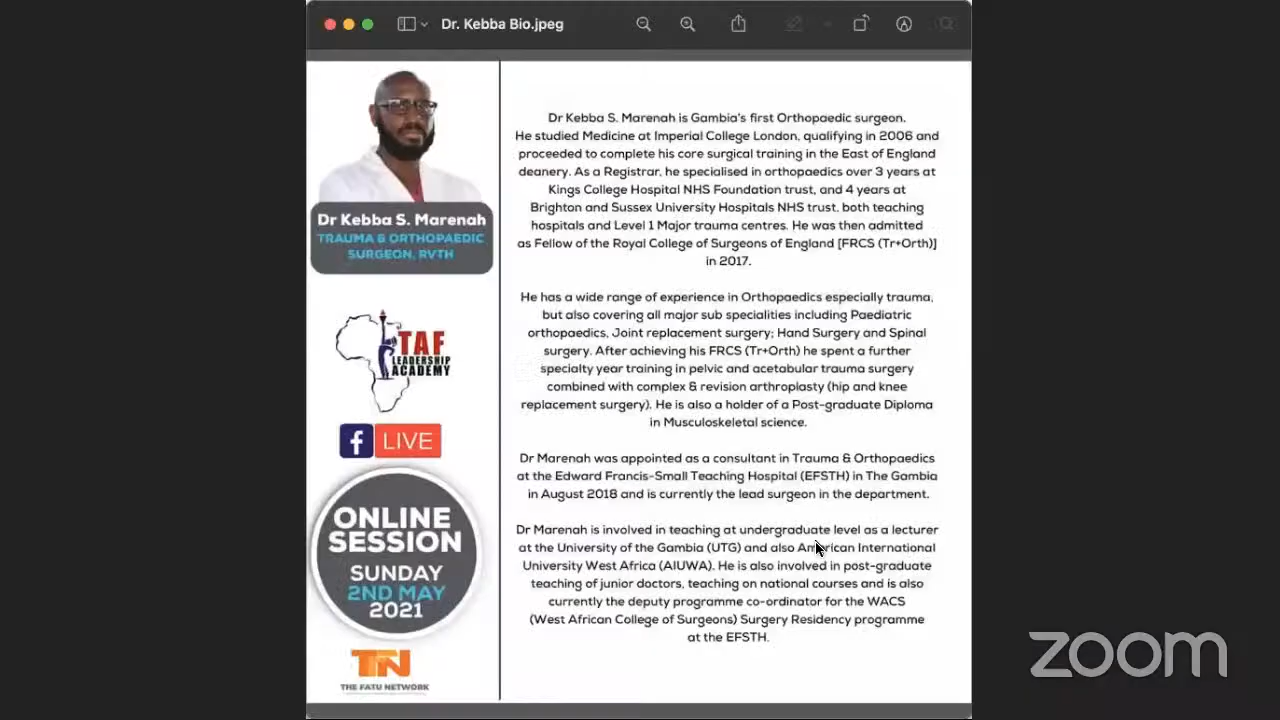 Dr. Kebba Bio.jpeg
Dr Kebba S. Marenah
TRAUMA & ORTHOPAEDIC
SURGEON, RVTH
TAF
LEADERSHIP
ACADEMY
f LIVE
ONLINE
SESSION
SUNDAY
2ND MAY
2021
TN
THE FATU NETWORK
Dr Kebba S. Marenah is Gambia's first Orthopaedic surgeon.
He studied Medicine at Imperial College London, qualifying in 2006 and
proceeded to complete his core surgical training in the East of England
deanery. As a Registrar, he specialised in orthopaedics over 3 years at
Kings College Hospital NHS Foundation trust, and 4 years at
Brighton and Sussex University Hospitals NHS trust, both teaching
hospitals and Level 1 Major trauma centres. He was then admitted
as Fellow of the Royal College of Surgeons of England [FRCS (Tr+Orth)]
in 2017.
He has a wide range of experience in Orthopaedics especially trauma,
but also covering all major sub specialities including Paediatric
orthopaedics, Joint replacement surgery; Hand Surgery and Spinal
surgery. After achieving his FRCS (Tr+Orth) he spent a further
specialty year training in pelvic and acetabular trauma surgery
combined with complex & revision arthroplasty (hip and knee
replacement surgery). He is also a holder of a Post-graduate Diploma
in Musculoskeletal science.
Dr Marenah was appointed as a consultant in Trauma & Orthopaedics
at the Edward Francis-Small Teaching Hospital (EFSTH) in The Gambia
in August 2018 and is currently the lead surgeon in the department.
Dr Marenah is involved in teaching at undergraduate level as a lecturer
at the University of the Gambia (UTG) and also American International
University West Africa (AIUWA). He is also involved in post-graduate
teaching of junior doctors, teaching on national courses and is also
currently the deputy programme co-ordinator for the WACS
(West African College of Surgeons) Surgery Residency programme
at the EFSTH.
zoom